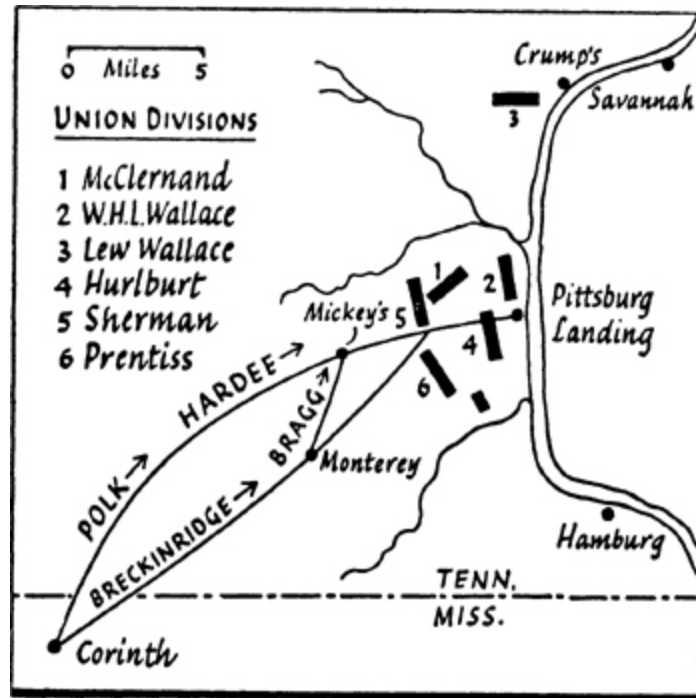 0 Miles 5
UNION DIVISIONS
1 McClernand
2 W.H.L. Wallace
3 Lew Wallace
4 Hurlburt
5 Sherman
6 Prentiss
Crump's
Savannah
3
1
2
5
4
6
Mickey's
Pittsburg
Landing
HARDEE
BRAGG
POLK
Monterey
BRECKINRIDGE
Hamburg
TENN.
MISS.
Corinth